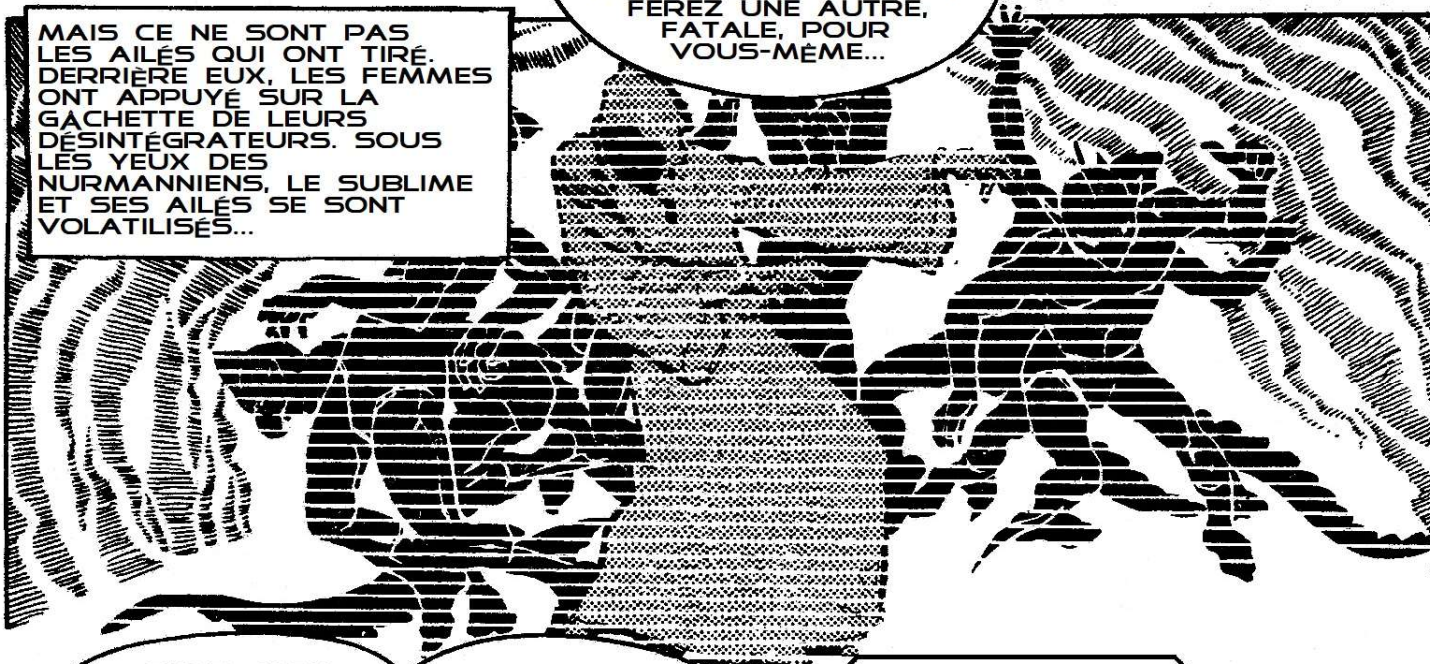 MAIS CE NE SONT PAS
LES AILÉS QUI ONT TIRÉ.
DERRIÈRE EUX, LES FEMMES
ONT APPUYÉ SUR LA
GÂCHETTE DE LEURS
DÉSINTÉGRATEURS. SOUS
LES YEUX DES
NURMANNIENS, LE SUBLIME
ET SES AILÉS SE SONT
VOLATILISÉS...
FEREZ UNE AUTRE,
FATALE, POUR
VOUS-MÊME...